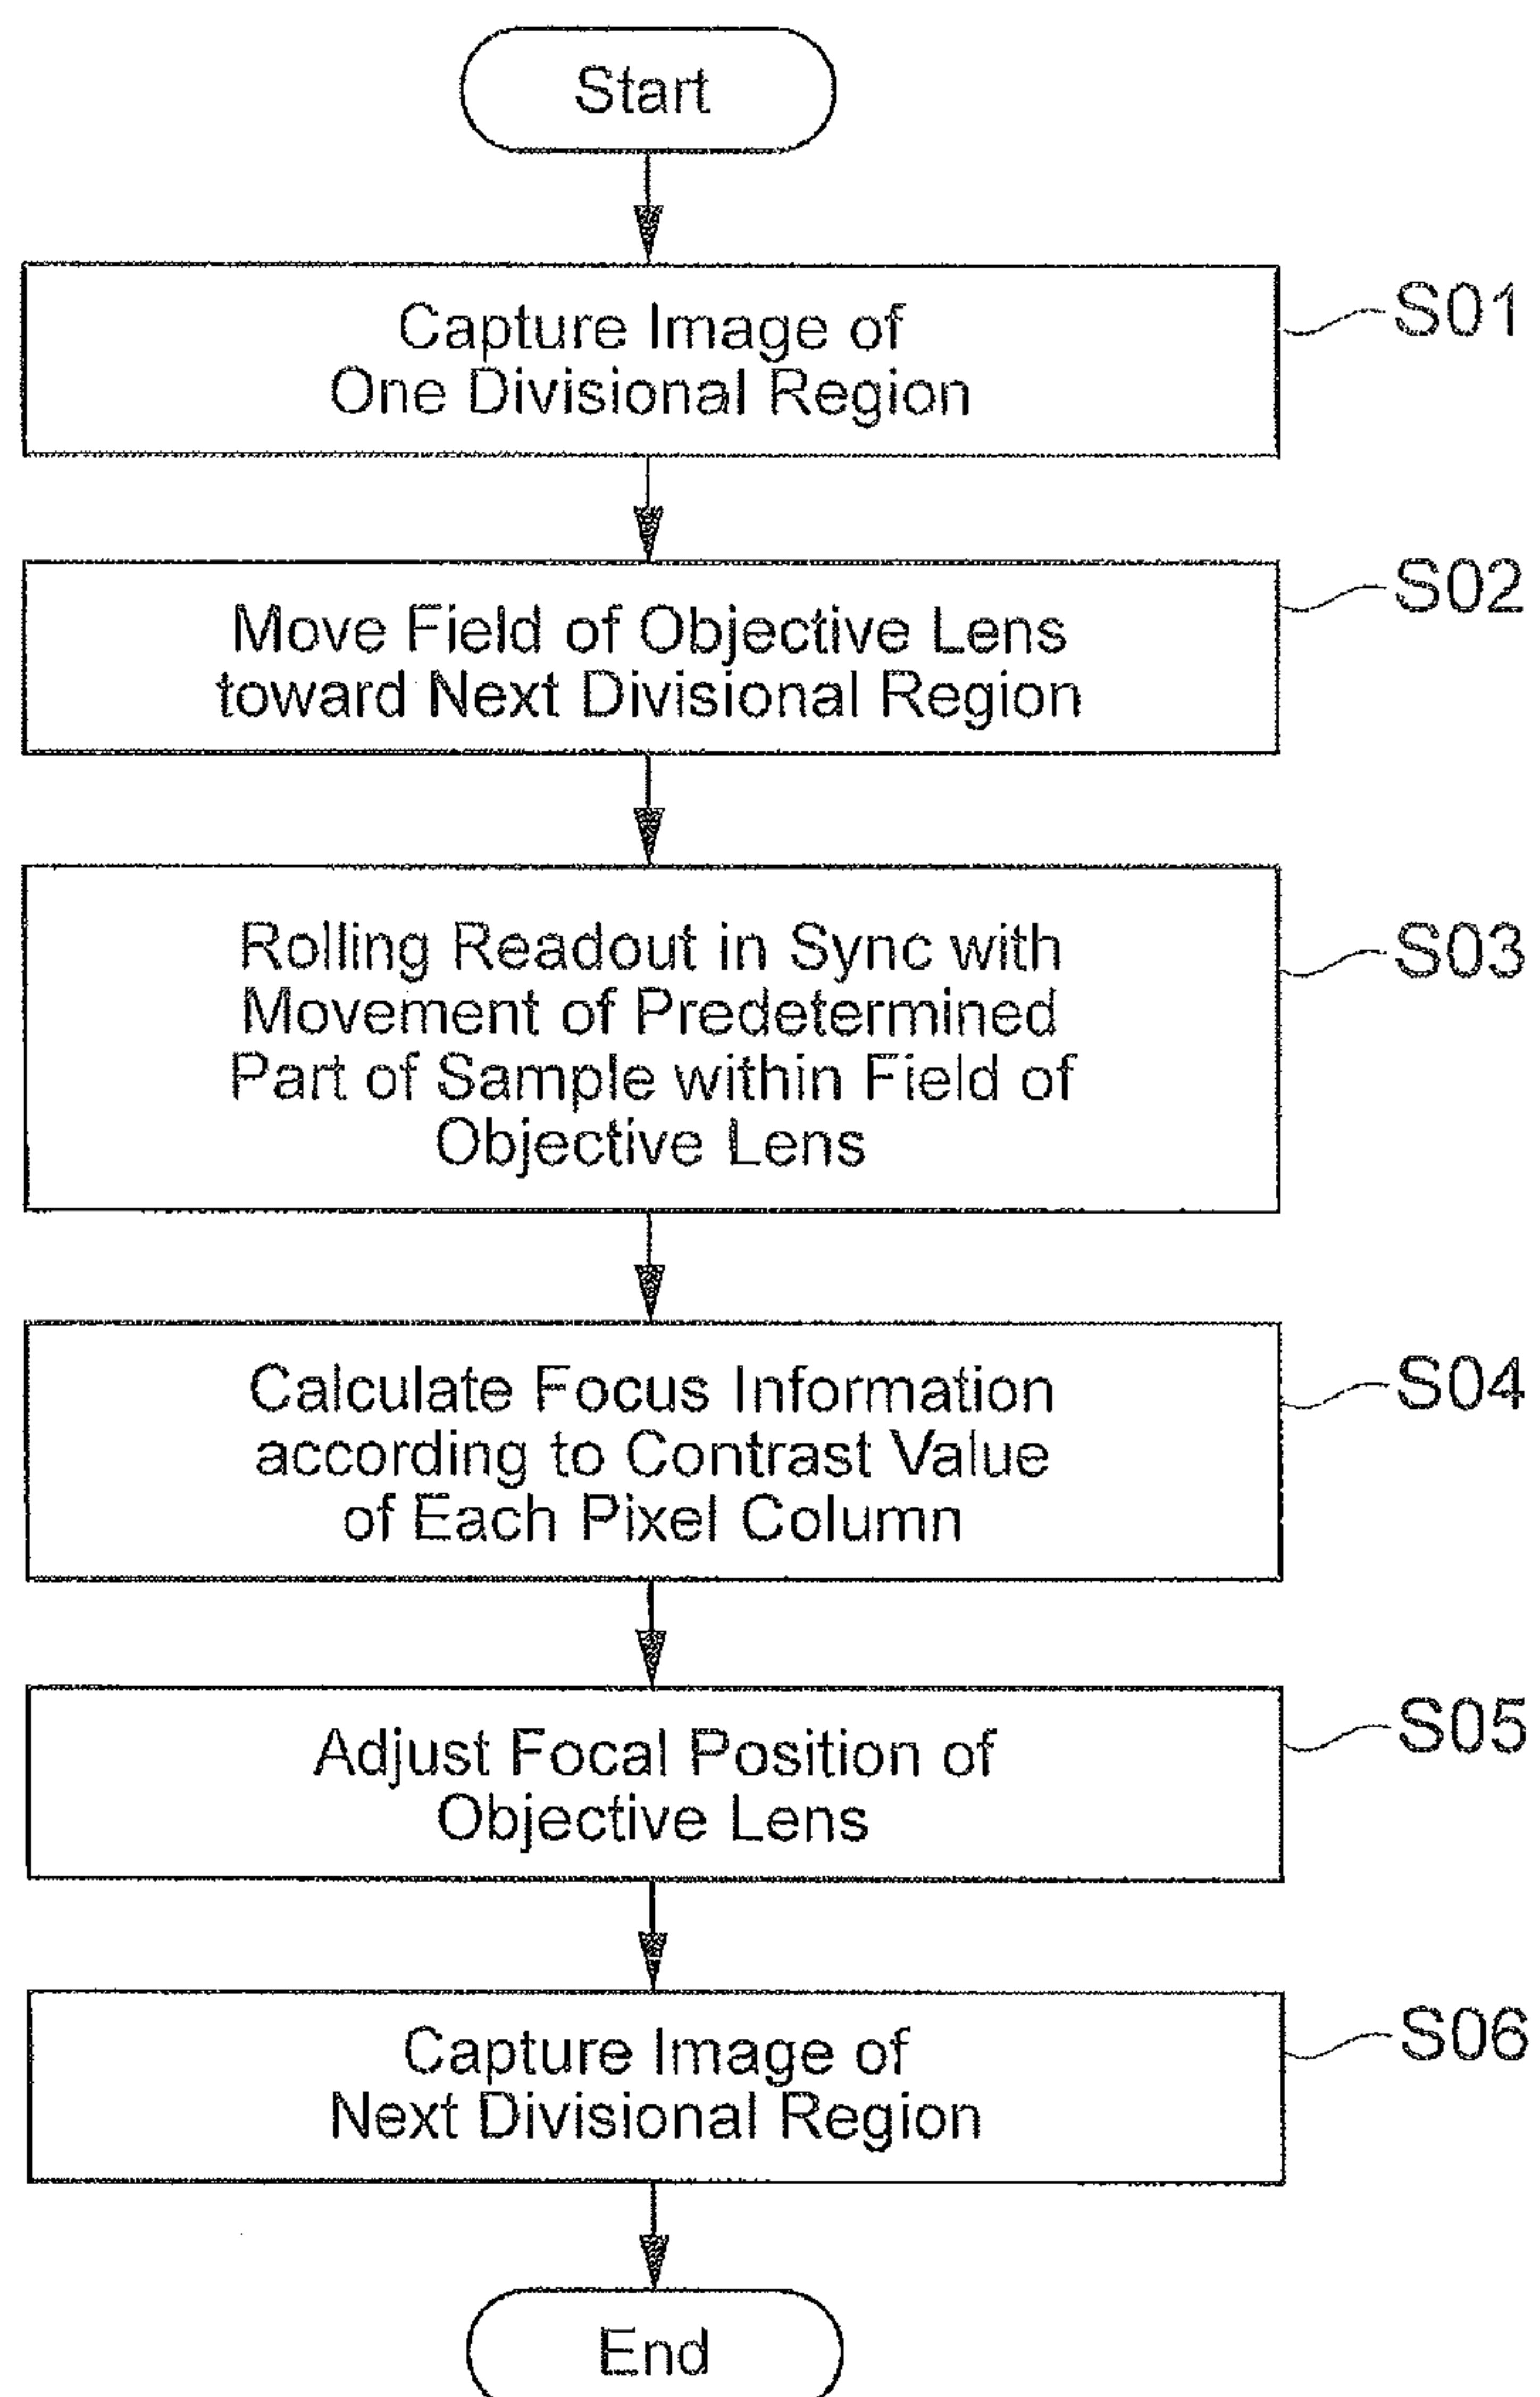 Start
Capture Image of
One Divisional Region
S01
Move Field of Objective Lens
toward Next Divisional Region
S02
Rolling Readout in Sync with
Movement of Predetermined
Part of Sample within Field of
Objective Lens
S03
Calculate Focus Information
according to Contrast Value
of Each Pixel Column
S04
Adjust Focal Position of
Objective Lens
S05
Capture Image of
Next Divisional Region
S06
End